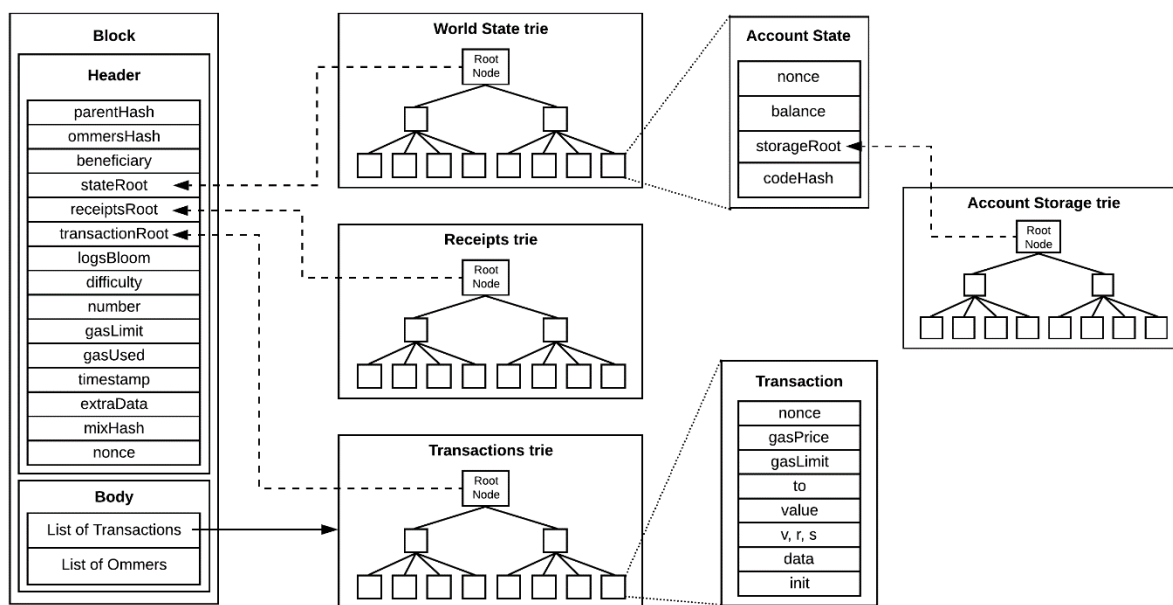 Block
Header
parentHash
ommersHash
beneficiary
stateRoot
receiptsRoot
transactionRoot
logsBloom
difficulty
number
gasLimit
gasUsed
timestamp
extraData
mixHash
nonce
Body
List of Transactions
List of Ommers
World State trie
Root
Node
Receipts trie
Root
Node
Transactions trie
Root
Node
Account State
nonce
balance
storageRoot
codeHash
Account Storage trie
Root
Node
Transaction
nonce
gasPrice
gasLimit
to
value
v, r, s
data
init